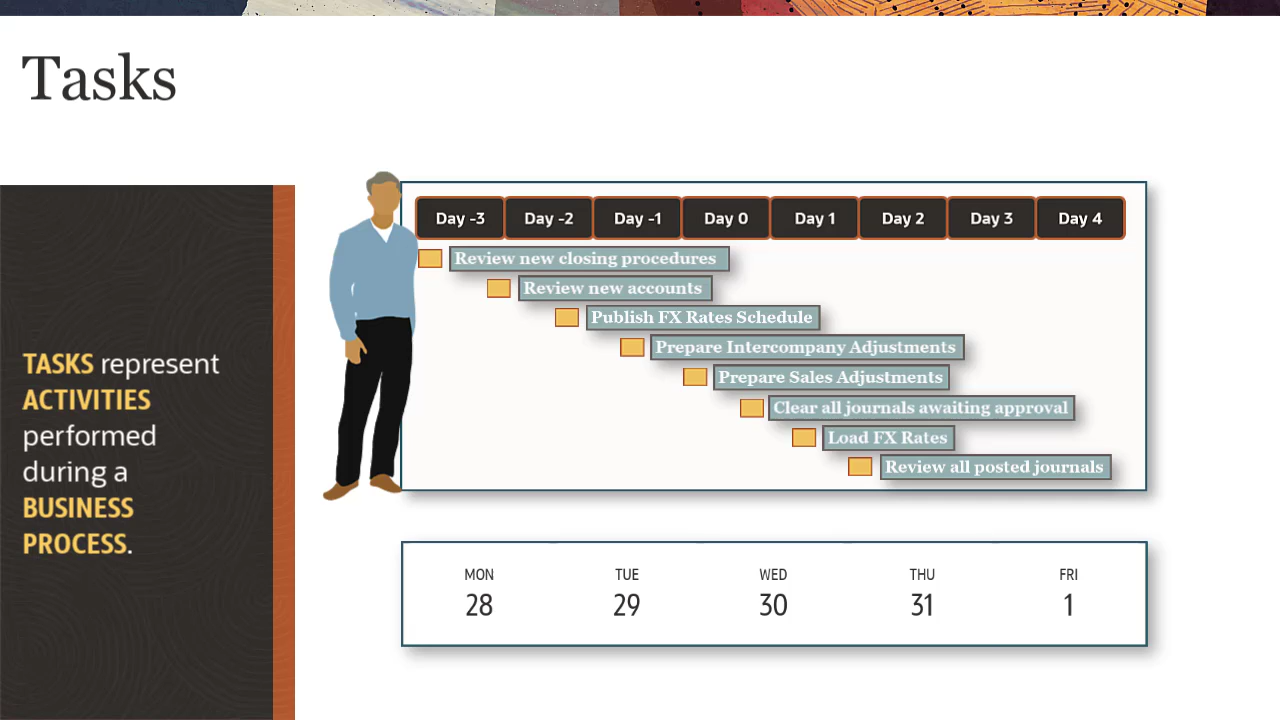 Tasks
TASKS represent
ACTIVITIES
performed
during a
BUSINESS
PROCESS.
Day -3 Day -2 Day -1 Day 0 Day 1 Day 2 Day 3 Day 4
Review new closing procedures
Review new accounts
Publish FX Rates Schedule
Prepare Intercompany Adjustments
Prepare Sales Adjustments
Clear all journals awaiting approval
Load FX Rates
Review all posted journals
MON TUE WED THU FRI
28 29 30 31 1